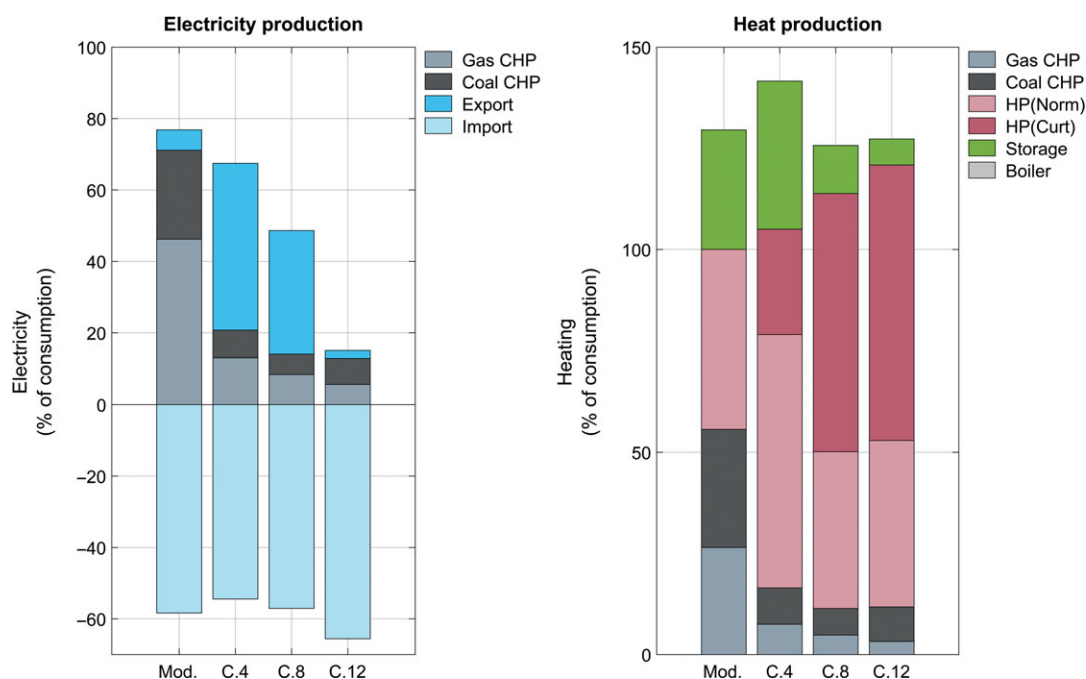 Electricity production
100
80
60
40
20
0
−20
−40
−60
Electricity
(% of consumption)
Mod. C.4 C.8 C.12
Gas CHP
Coal CHP
Export
Import
Heat production
150
100
50
0
Heating
(% of consumption)
Mod. C.4 C.8 C.12
Gas CHP
Coal CHP
HP(Norm)
HP(Curt)
Storage
Boiler